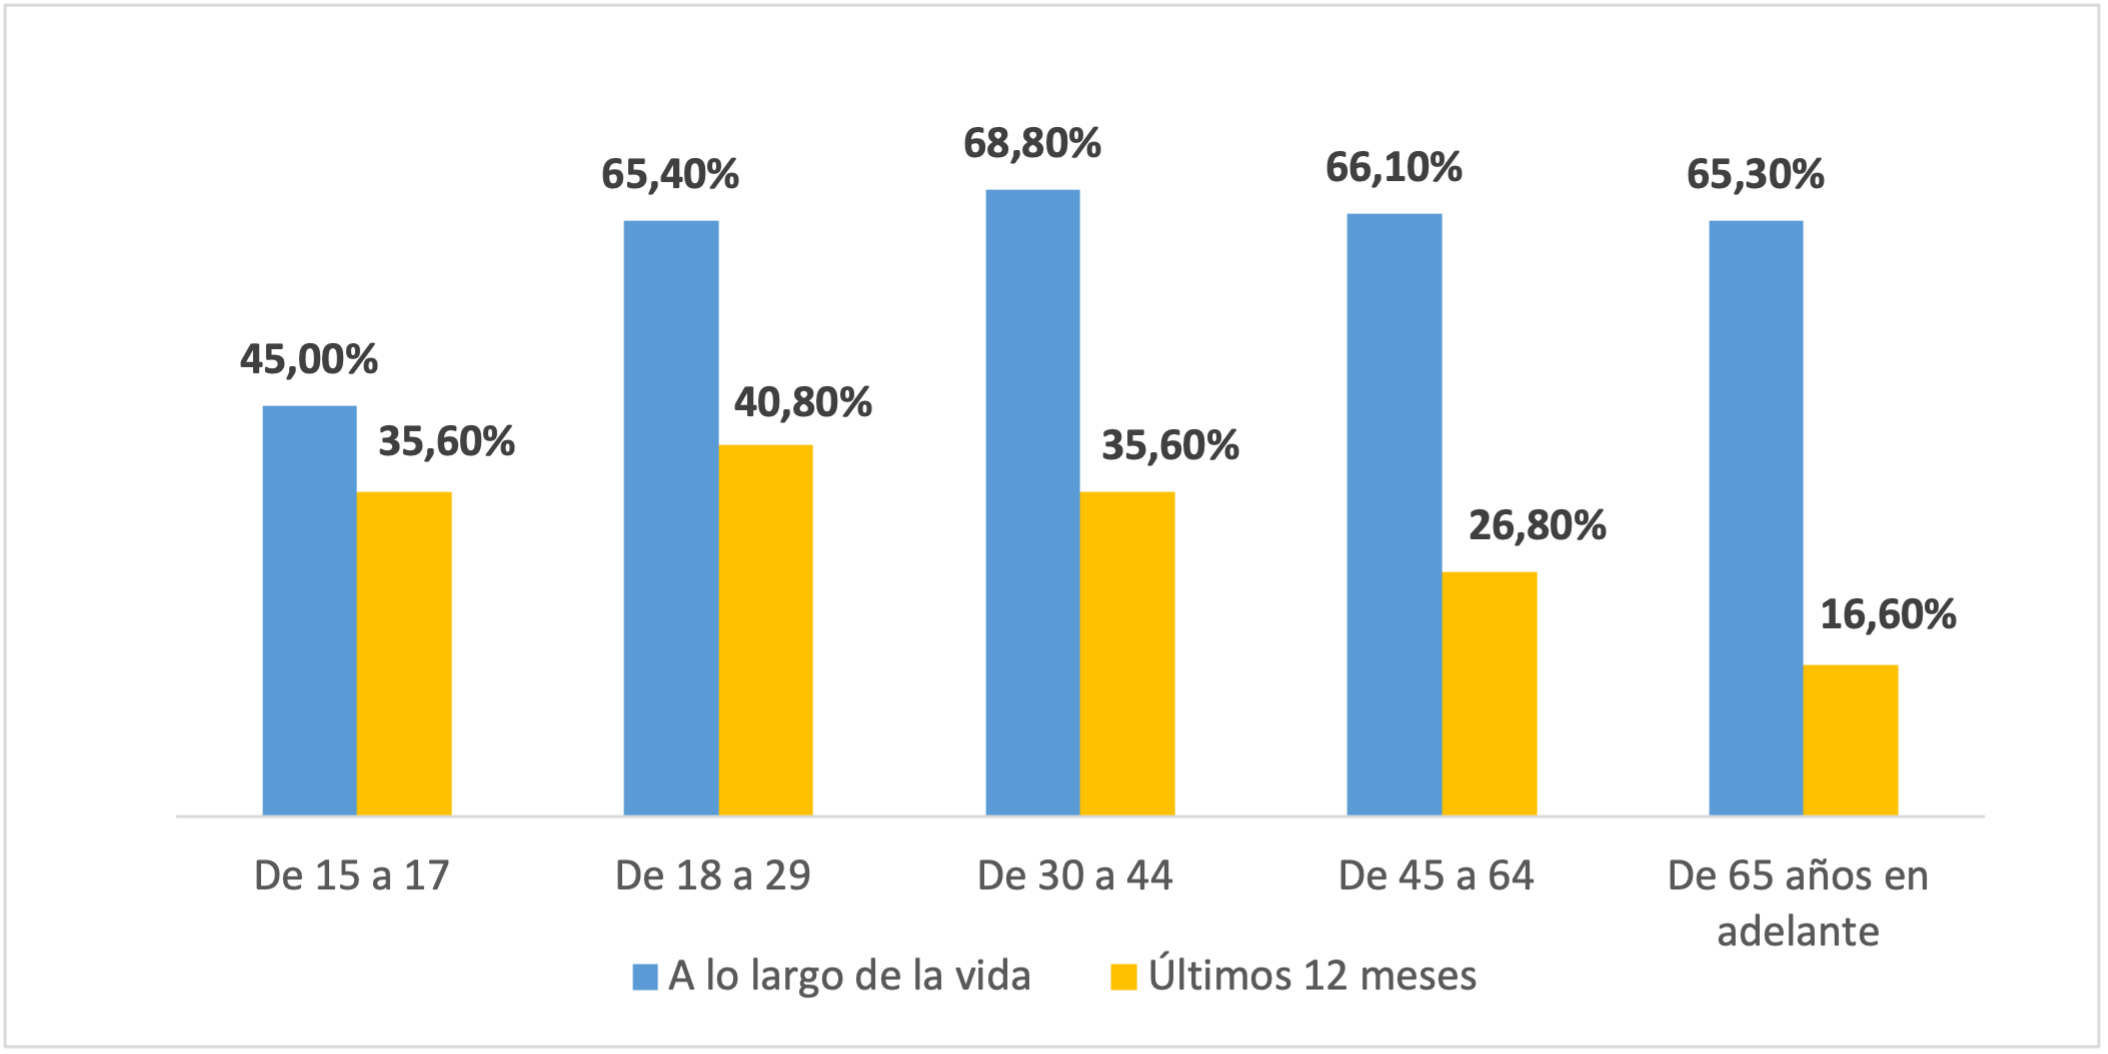 68,80%
65,40%
66,10%
65,30%
45,00%
40,80%
35,60%
35,60%
26,80%
16,60%
De 15 a 17
De 18 a 29
De 30 a 44
De 45 a 64
De 65 años en
adelante
A lo largo de la vida
Últimos 12 meses